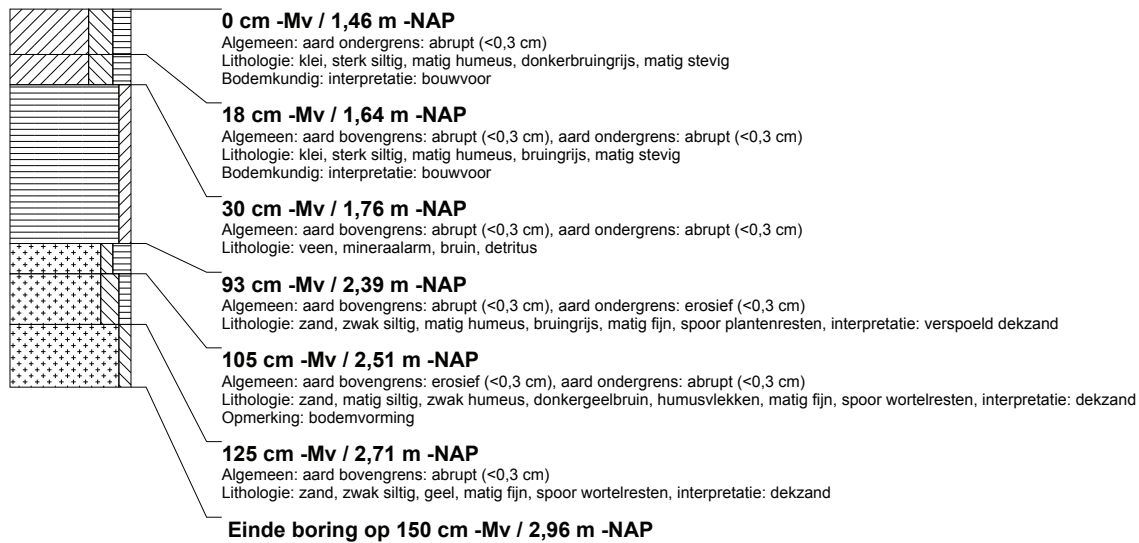 0 cm -Mv / 1,46 m -NAP
Algemeen: aard ondergrens: abrupt (<0,3 cm)
Lithologie: klei, sterk siltig, matig humeus, donkerbruingrijs, matig stevig
Bodemkundig: interpretatie: bouwvoor
18 cm -Mv / 1,64 m -NAP
Algemeen: aard bovengrens: abrupt (<0,3 cm), aard ondergrens: abrupt (<0,3 cm)
Lithologie: klei, sterk siltig, matig humeus, bruingrijs, matig stevig
Bodemkundig: interpretatie: bouwvoor
30 cm -Mv / 1,76 m -NAP
Algemeen: aard bovengrens: abrupt (<0,3 cm), aard ondergrens: abrupt (<0,3 cm)
Lithologie: veen, mineraalarm, bruin, detritus
93 cm -Mv / 2,39 m -NAP
Algemeen: aard bovengrens: abrupt (<0,3 cm), aard ondergrens: erosief (<0,3 cm)
Lithologie: zand, zwak siltig, matig humeus, bruingrijs, matig fijn, spoor plantenresten, interpretatie: verspoeld dekzand
105 cm -Mv / 2,51 m -NAP
Algemeen: aard bovengrens: erosief (<0,3 cm), aard ondergrens: abrupt (<0,3 cm)
Lithologie: zand, matig siltig, zwak humeus, donkergeelbruin, humusvlekken, matig fijn, spoor wortelresten, interpretatie: dekzand
Opmerking: bodemvorming
125 cm -Mv / 2,71 m -NAP
Algemeen: aard bovengrens: abrupt (<0,3 cm)
Lithologie: zand, zwak siltig, geel, matig fijn, spoor wortelresten, interpretatie: dekzand
Einde boring op 150 cm -Mv / 2,96 m -NAP